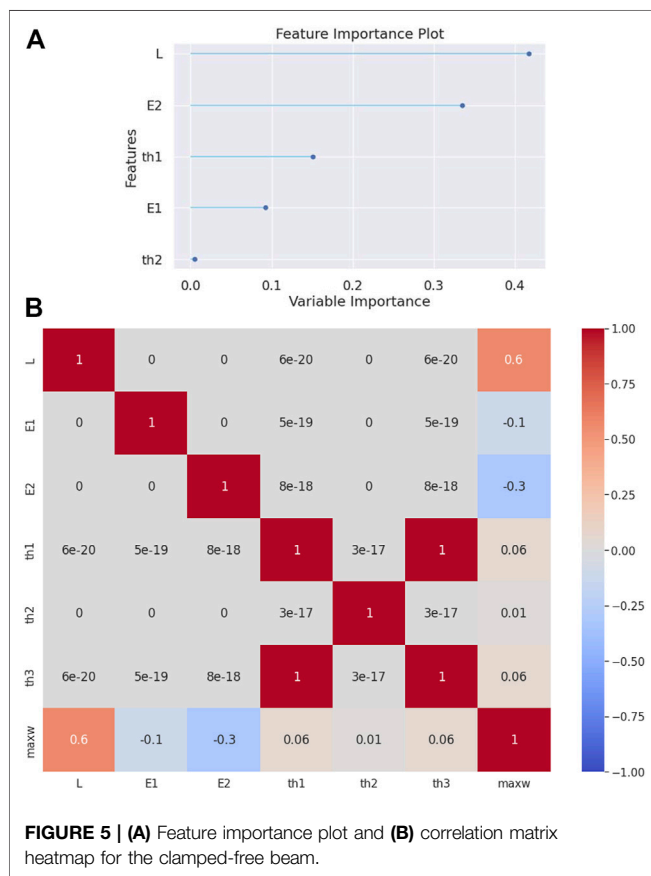 A
Feature Importance Plot
L
E2
th1
E1
th2
Features
0.0 0.1 0.2 0.3 0.4
Variable Importance
B
L 1 0 0 6e-20 0 6e-20 0.6
E1 0 1 0 5e-19 0 5e-19 -0.1
E2 0 0 1 8e-18 0 8e-18 -0.3
th1 6e-20 5e-19 8e-18 1 3e-17 1 0.06
th2 0 0 0 3e-17 1 3e-17 0.01
th3 6e-20 5e-19 8e-18 1 3e-17 1 0.06
maxw 0.6 -0.1 -0.3 0.06 0.01 0.06 1
L E1 E2 th1 th2 th3 maxw
1.00
0.75
0.50
0.25
0.00
−0.25
−0.50
−0.75
−1.00
FIGURE 5 | (A) Feature importance plot and (B) correlation matrix
heatmap for the clamped-free beam.